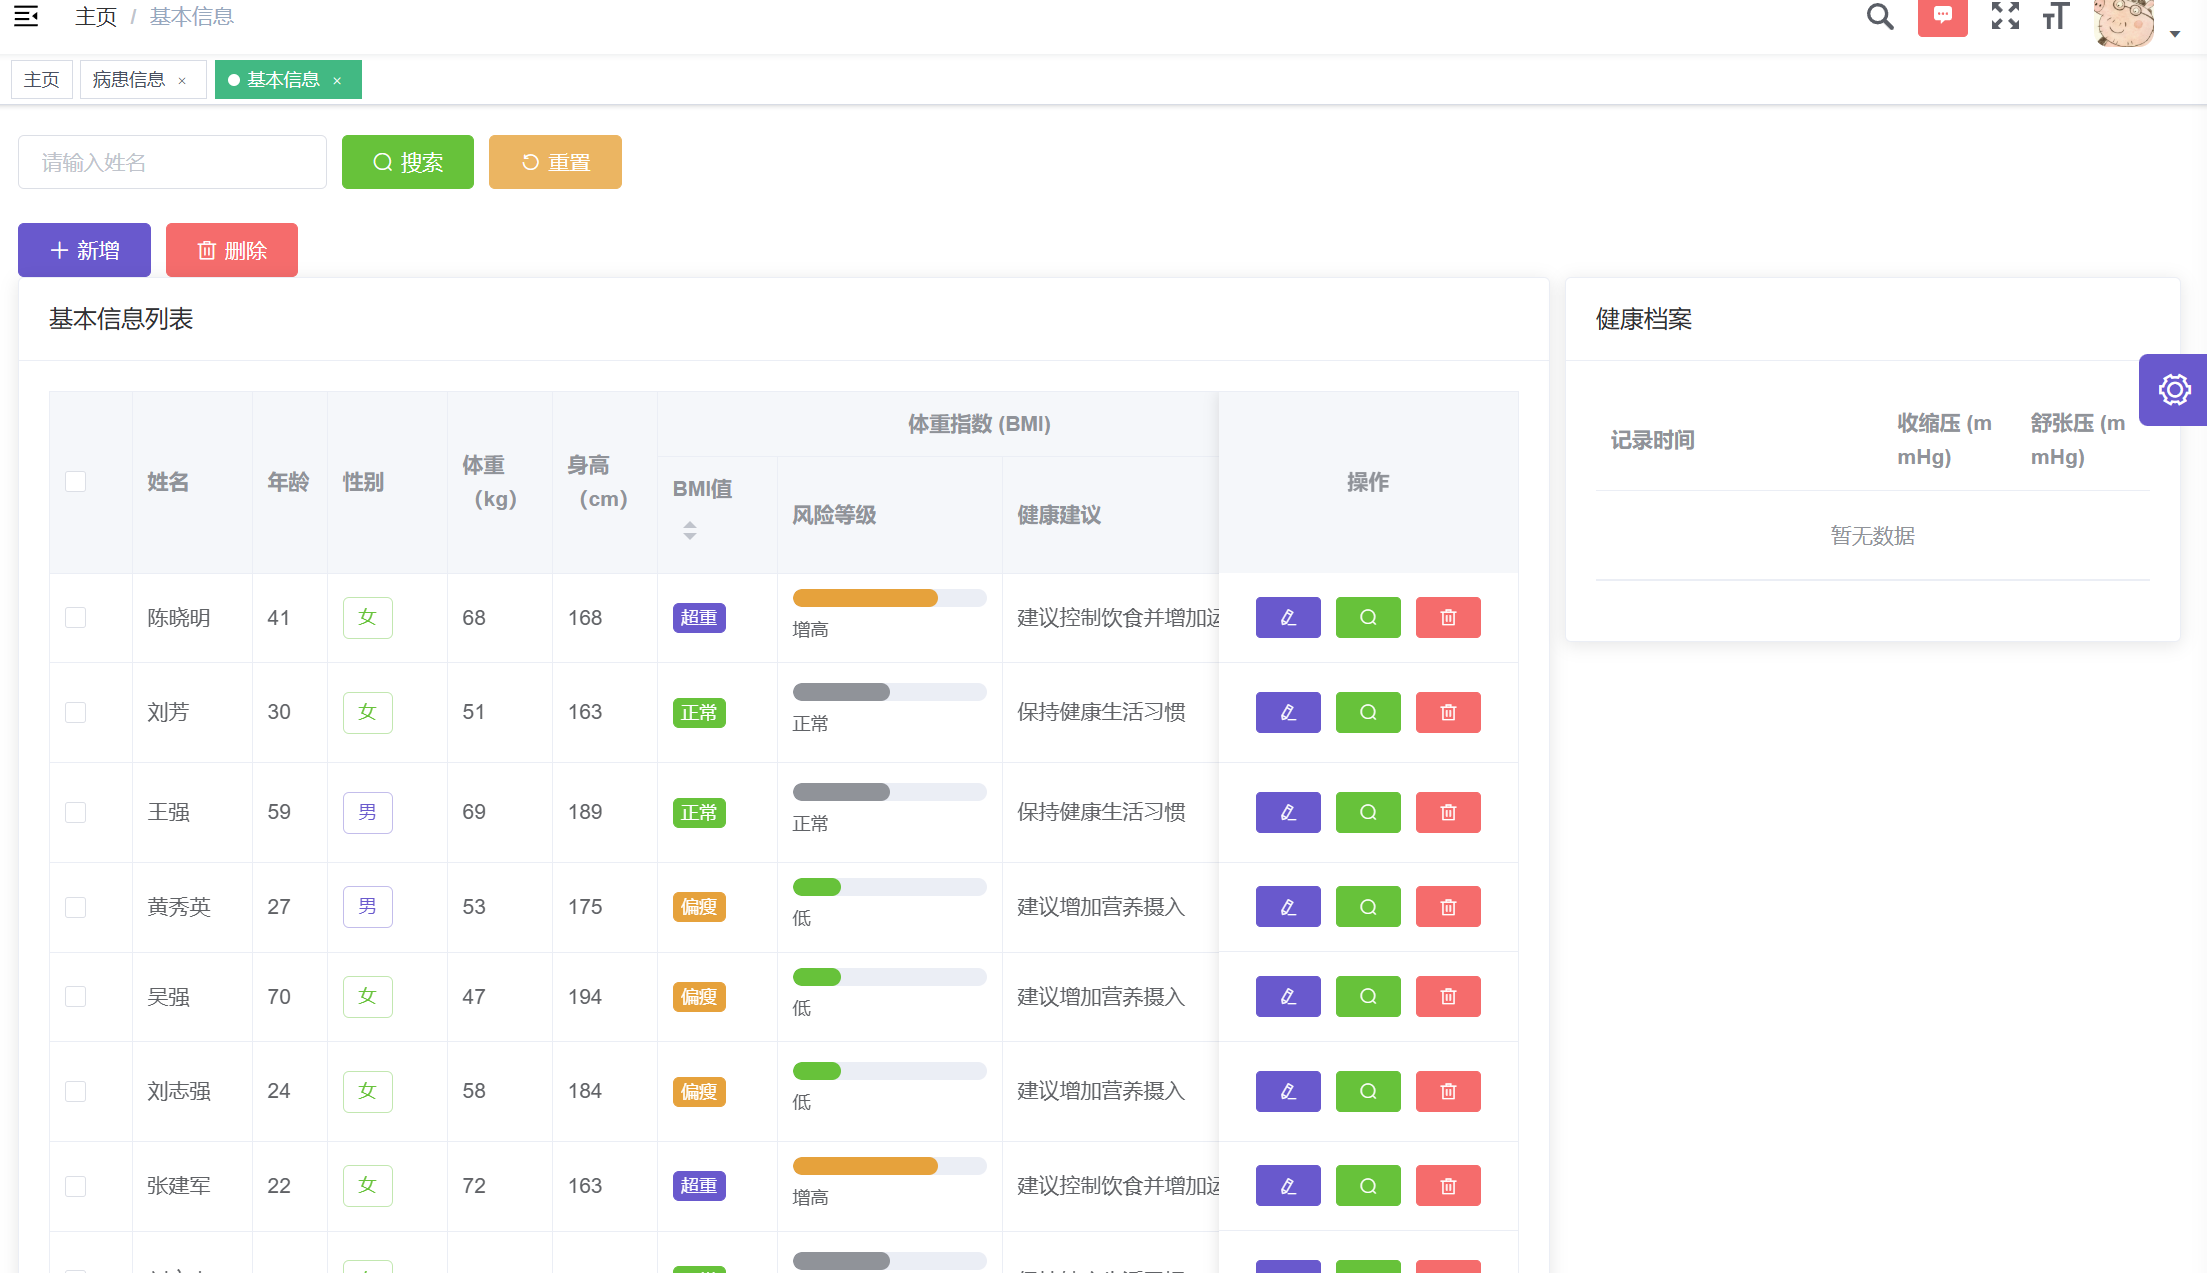 主页 / 基本信息
主页 病患信息 × 基本信息 ×
请输入姓名 搜索 重置
新增 删除
基本信息列表
健康档案
姓名 年龄 性别 体重（kg） 身高（cm） 体重指数 (BMI) 操作
BMI值 风险等级 健康建议
记录时间 收缩压 (mmHg) 舒张压 (mmHg)
暂无数据
陈晓明 41 女 68 168 超重 增高 建议控制饮食并增加运
刘芳 30 女 51 163 正常 正常 保持健康生活习惯
王强 59 男 69 189 正常 正常 保持健康生活习惯
黄秀英 27 男 53 175 偏瘦 低 建议增加营养摄入
吴强 70 女 47 194 偏瘦 低 建议增加营养摄入
刘志强 24 女 58 184 偏瘦 低 建议增加营养摄入
张建军 22 女 72 163 超重 增高 建议控制饮食并增加运